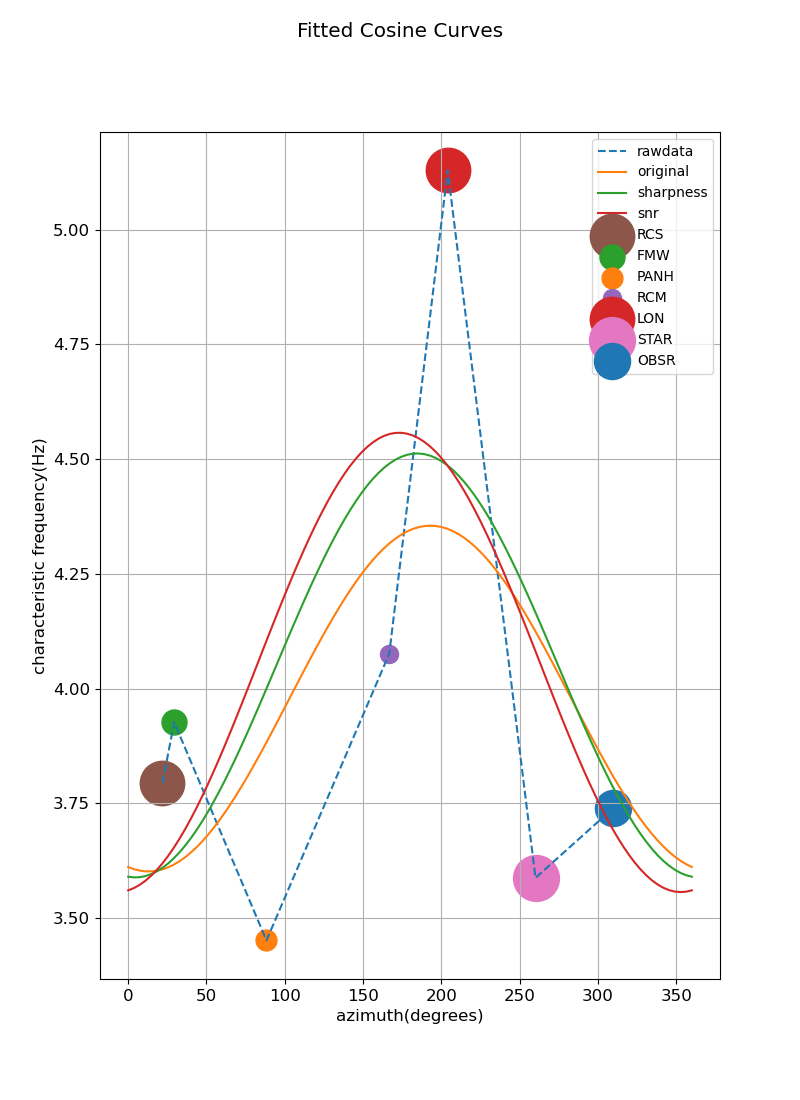 Fitted Cosine Curves
rawdata
original
sharpness
snr
RCS
FMW
PANH
RCM
LON
STAR
OBSR
characteristic frequency(Hz)
5.00
4.75
4.50
4.25
4.00
3.75
3.50
0 50 100 150 200 250 300 350
azimuth(degrees)